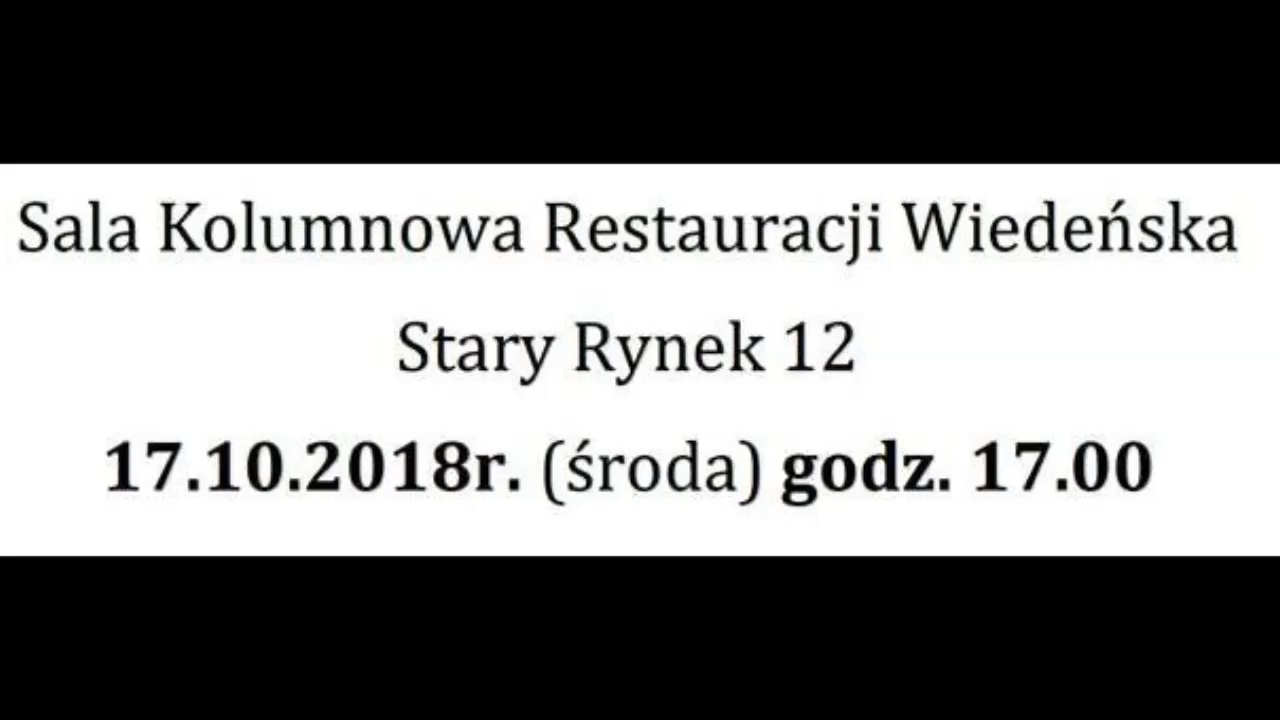 Sala Kolumnowa Restauracji Wiedeńska
Stary Rynek 12
17.10.2018r. (środa) godz. 17.00